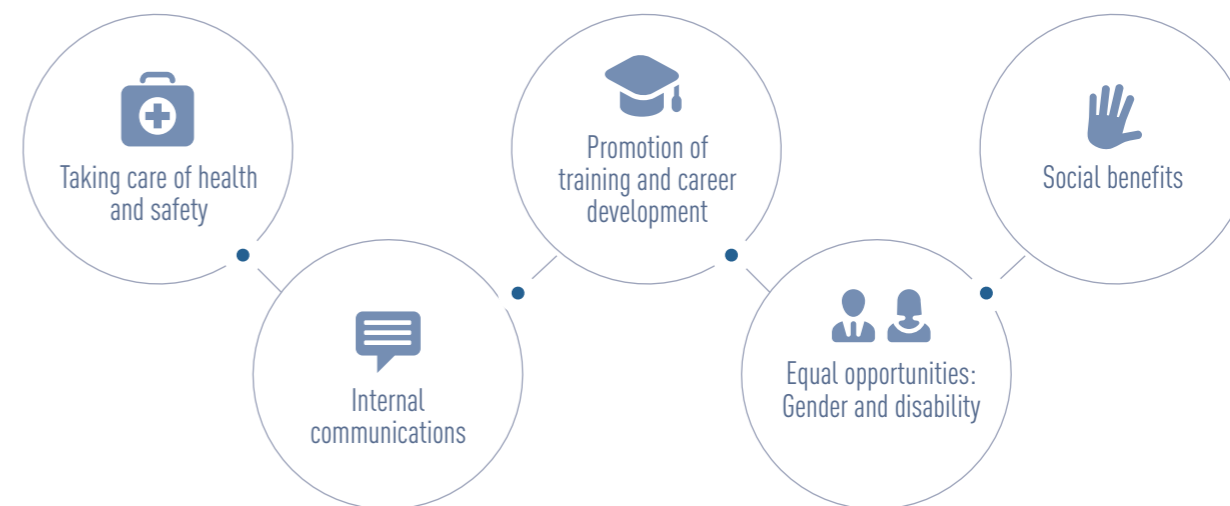 Taking care of health
and safety
Internal
communications
Promotion of
training and career
development
Equal opportunities:
Gender and disability
Social benefits